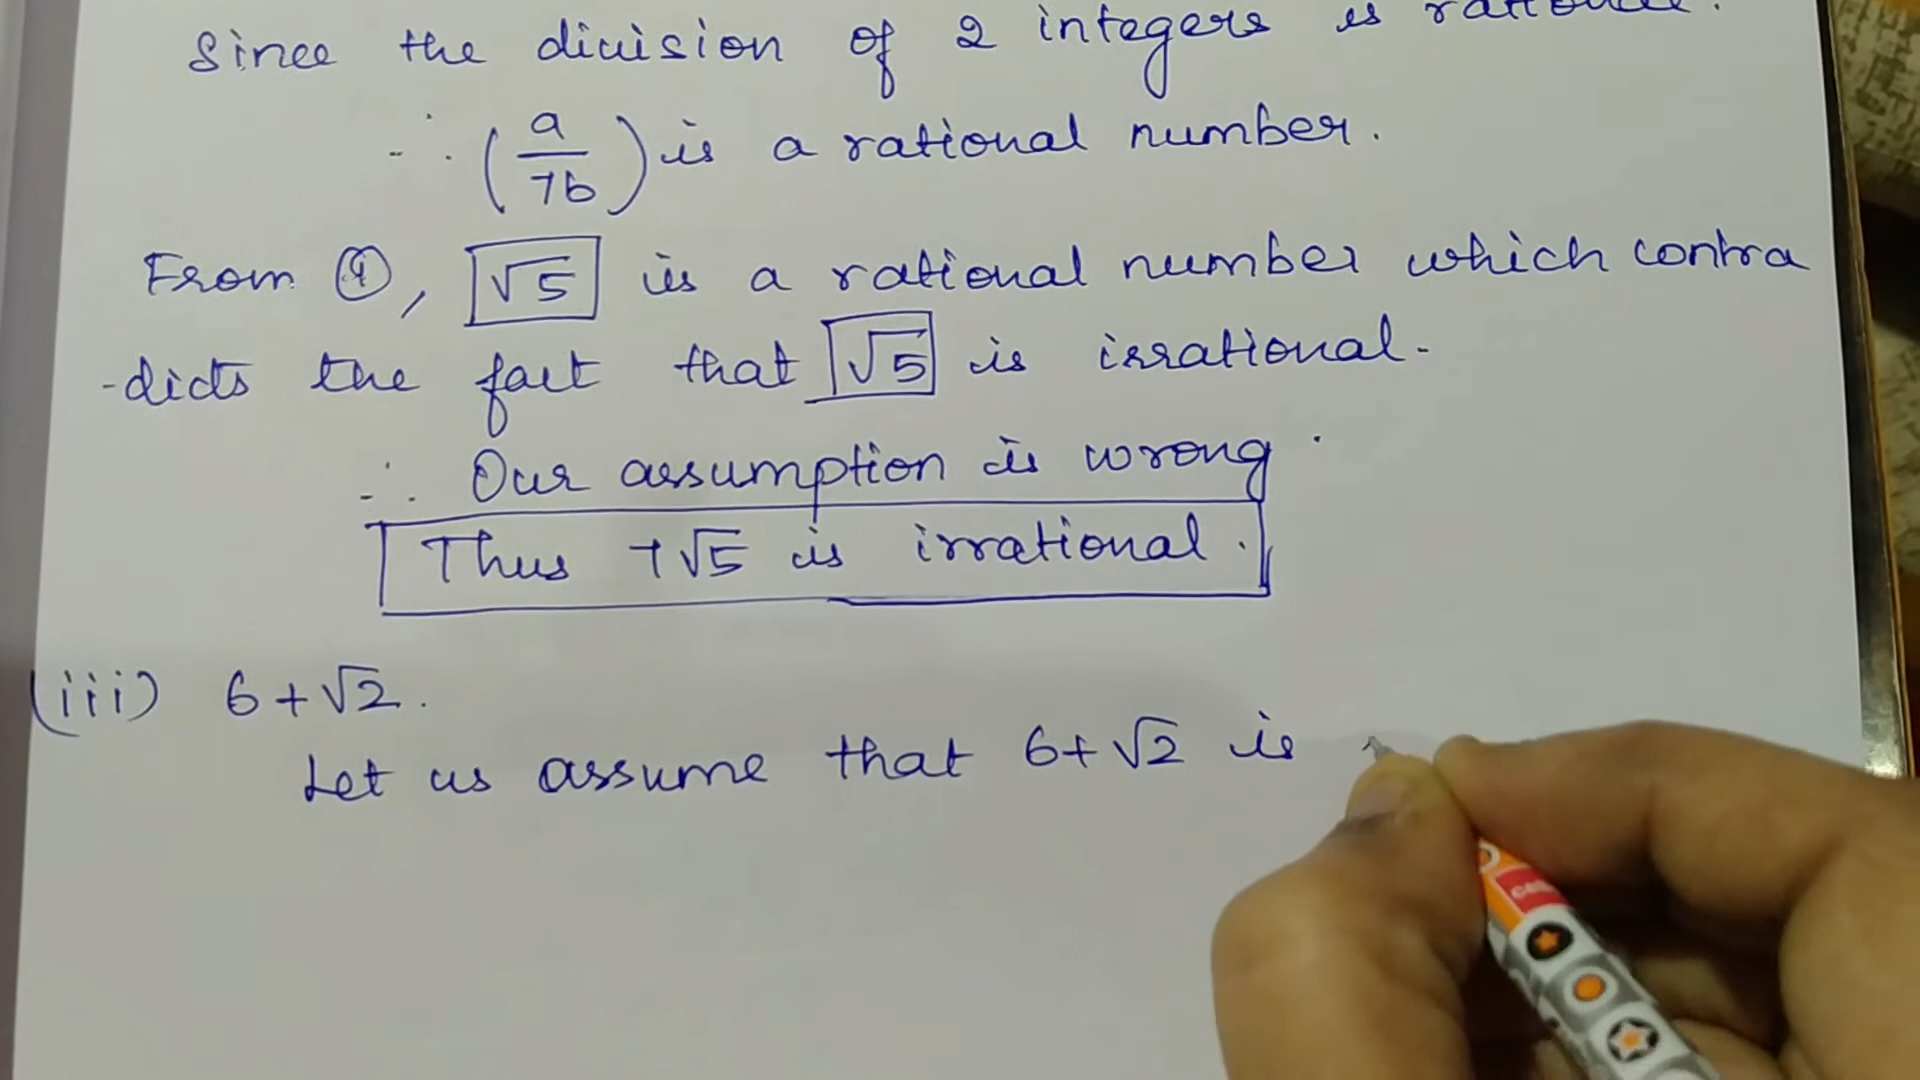 Since the division of 2 integers is rational.
∴ (a/7b) is a rational number.
From ①, √5 is a rational number which contra
-dicts the fact that √5 is irrational.
∴ Our assumption is wrong.
Thus 7√5 is irrational.
(iii) 6+√2.
Let us assume that 6+√2 is